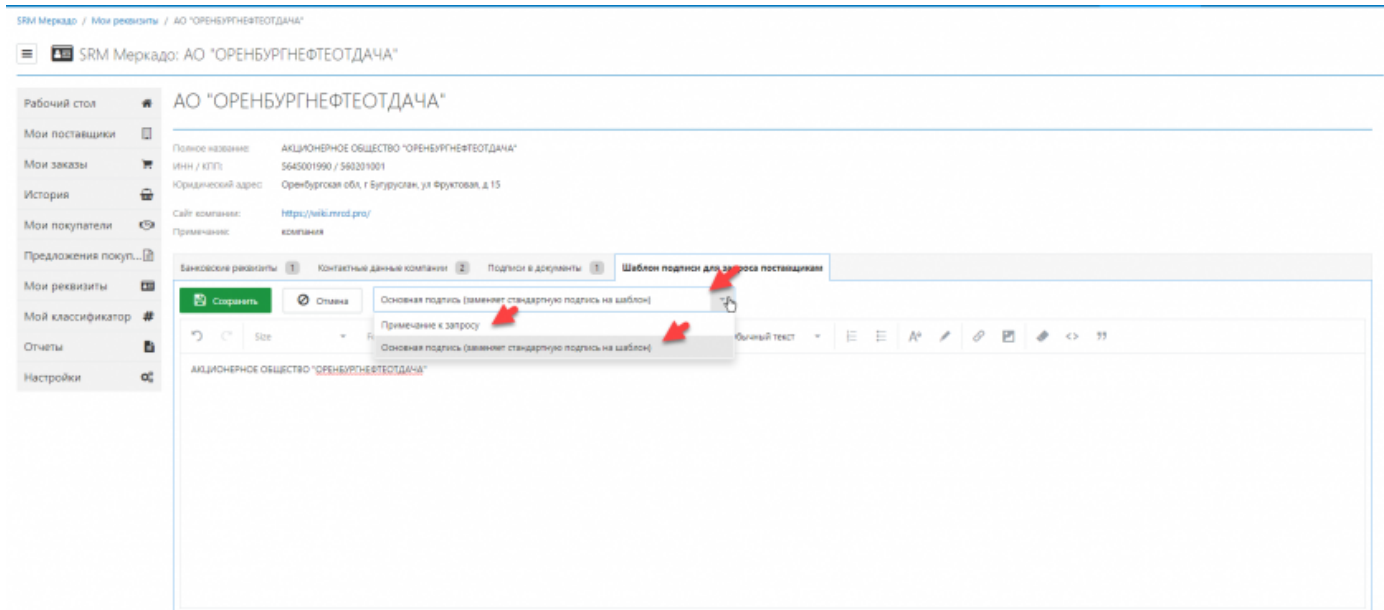 SRM Меркадо / Мои реквизиты / АО "ОРЕНБУРГНЕФТЕОТДАЧА"
SRM Меркадо: АО "ОРЕНБУРГНЕФТЕОТДАЧА"
Рабочий стол
Мои поставщики
Мои заказы
История
Мои покупатели
Предложения покуп...
Мои реквизиты
Мой классификатор
Отчеты
Настройки
АО "ОРЕНБУРГНЕФТЕОТДАЧА"
Полное название: АКЦИОНЕРНОЕ ОБЩЕСТВО "ОРЕНБУРГНЕФТЕОТДАЧА"
ИНН / КПП: 5645001990 / 560201001
Юридический адрес: Оренбургская обл, г Бугуруслан, ул Фруктовая, д 15
Сайт компании: https://wiki.mrcd.pro/
Примечание: компания
Банковские реквизиты 1 Контактные данные компании 2 Подписи в документы 1 Шаблон подписи для запроса поставщикам
Сохранить Отмена Основная подпись (заменяет стандартную подпись на шаблон)
Примечание к запросу
Size Основная подпись (заменяет стандартную подпись на шаблон) Обычный текст
АКЦИОНЕРНОЕ ОБЩЕСТВО "ОРЕНБУРГНЕФТЕОТДАЧА"